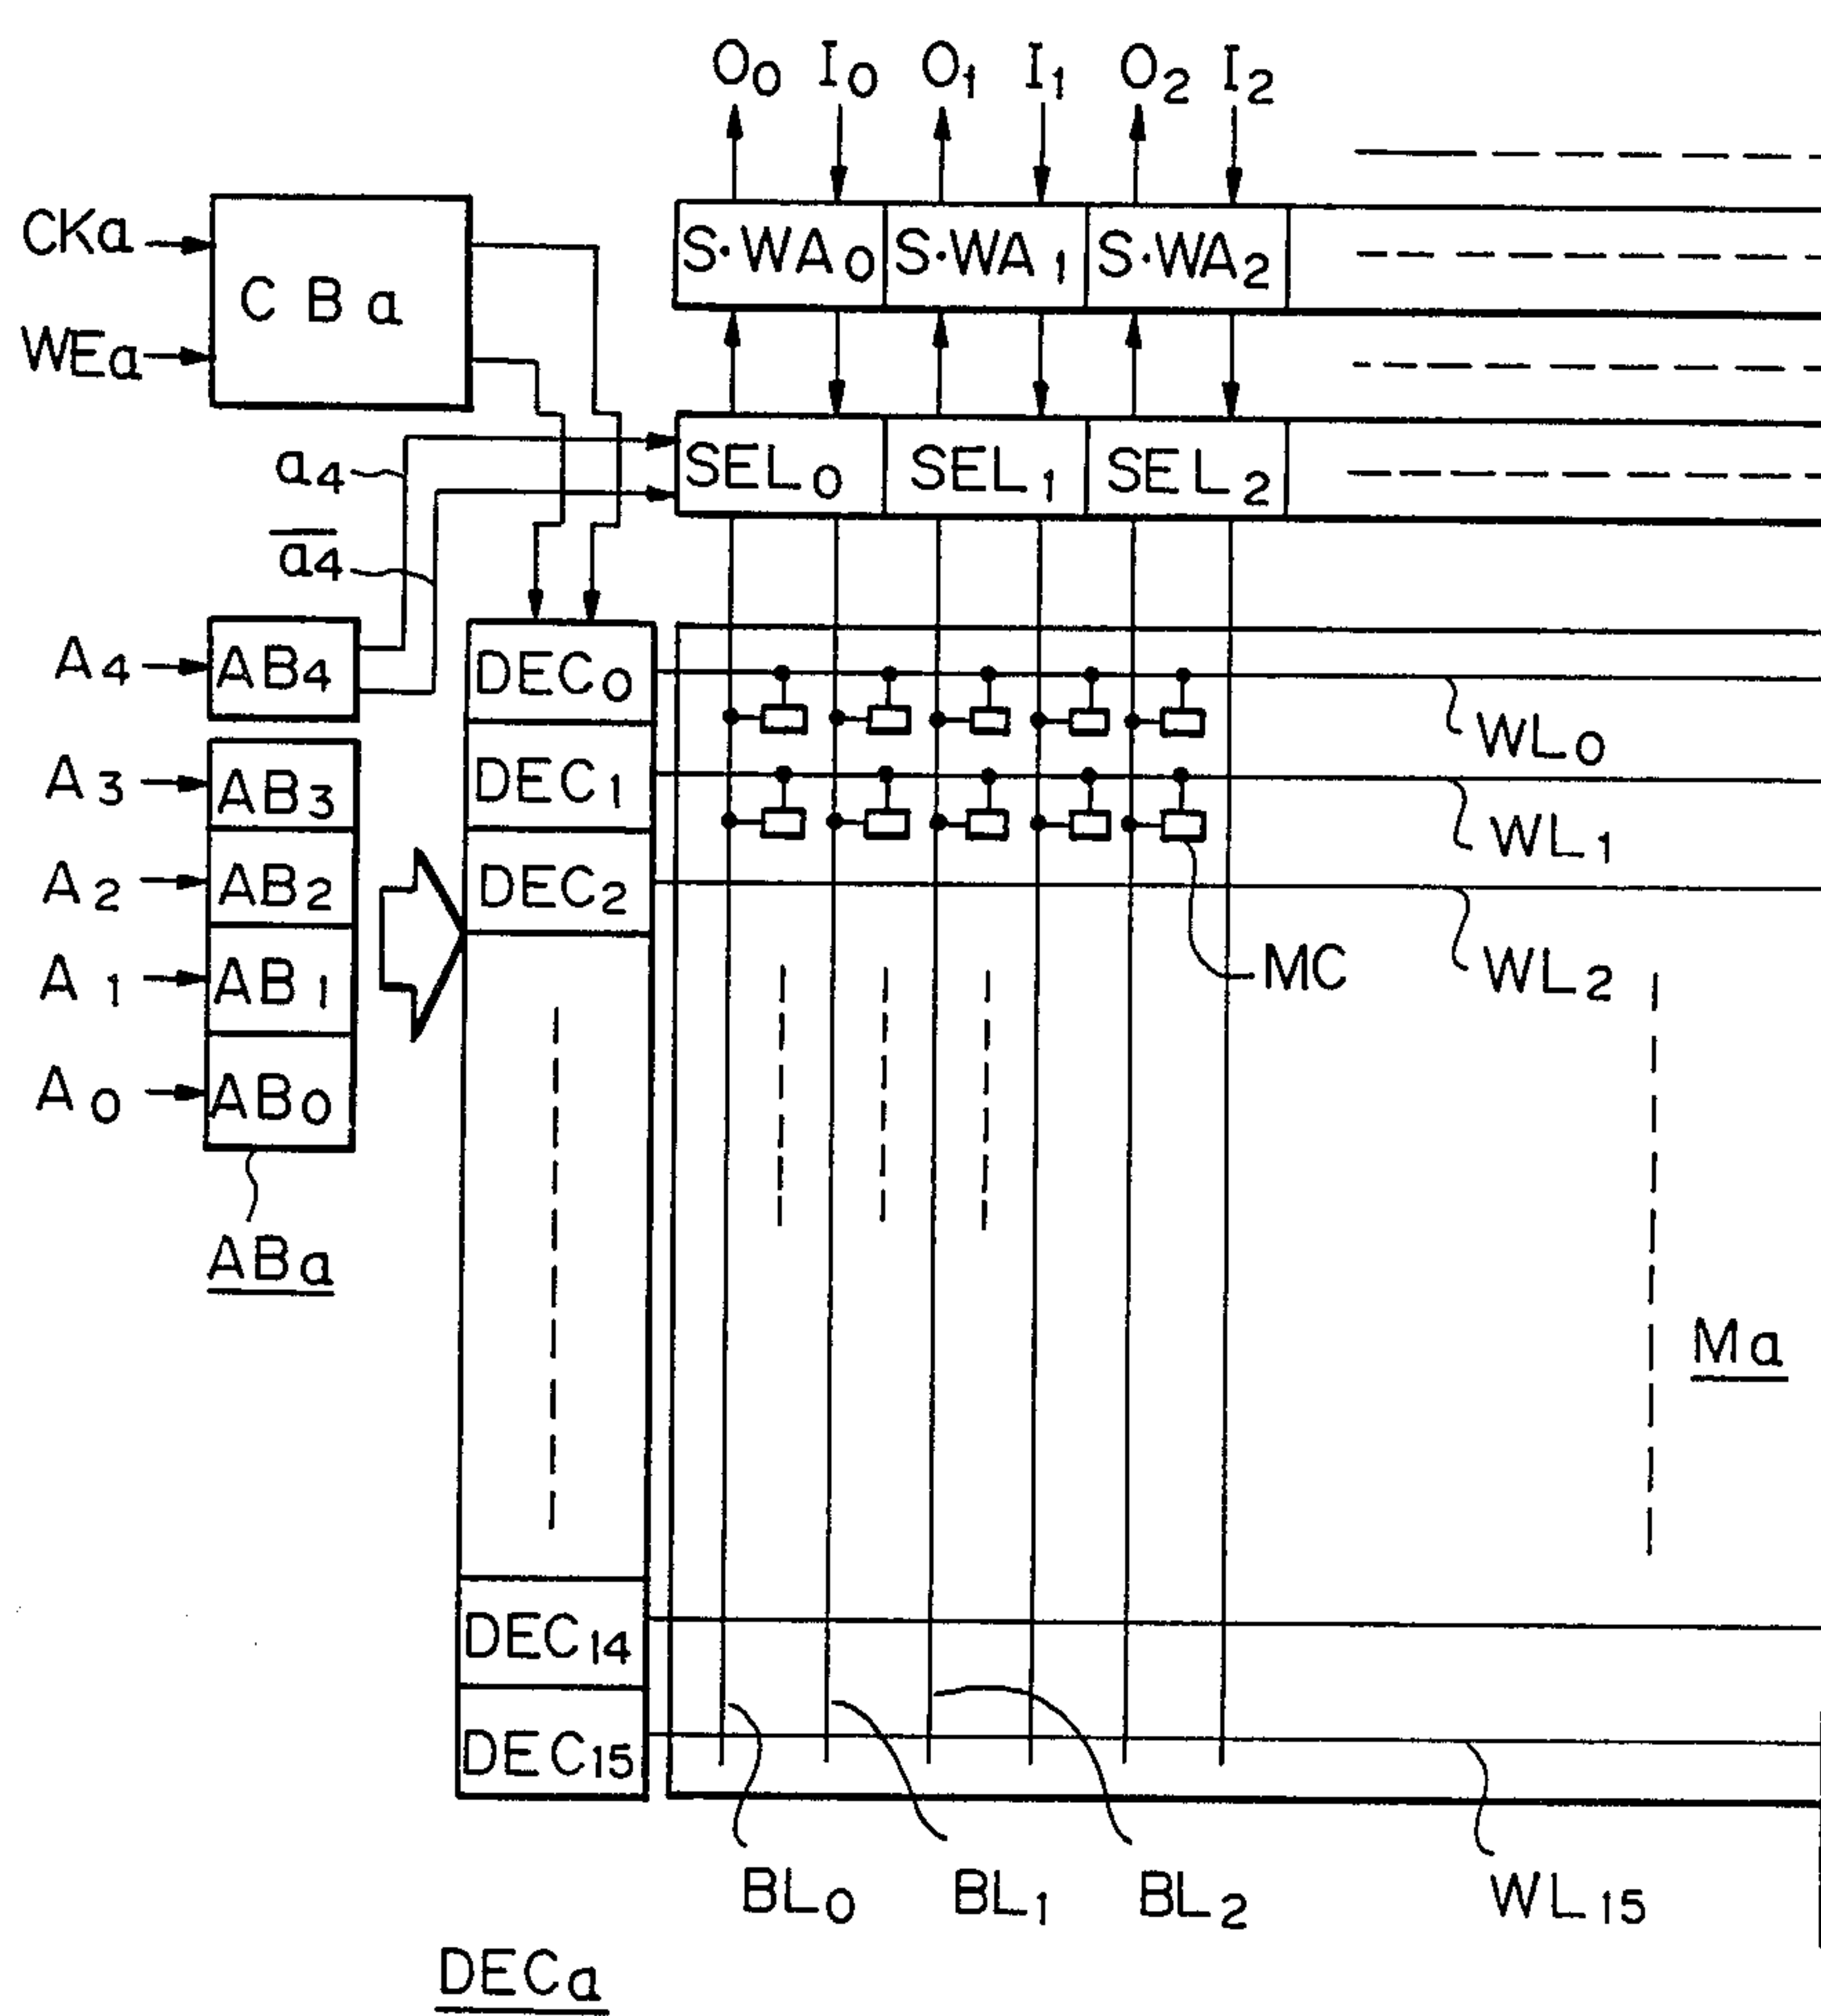 O0 I0 O1 I1 O2 I2
CKa
CBa
WEa
S·WA0 S·WA1 S·WA2
SEL0 SEL1 SEL2
a4
a4̅
A4 AB4
A3 AB3
A2 AB2
A1 AB1
A0 AB0
ABa
DEC0
DEC1
DEC2
DEC14
DEC15
WL0
WL1
WL2
MC
Ma
BL0 BL1 BL2
WL15
DECa